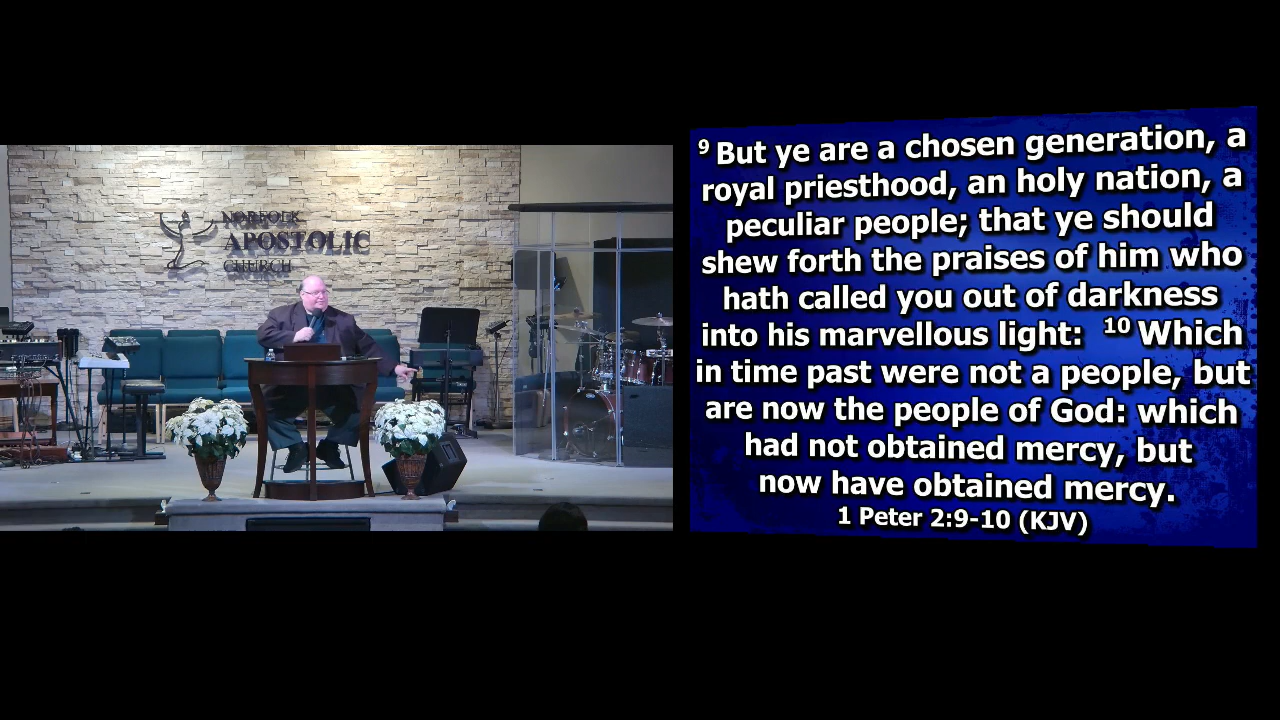 NORFOLK
APOSTOLIC
CHURCH
9 But ye are a chosen generation, a
royal priesthood, an holy nation, a
peculiar people; that ye should
shew forth the praises of him who
hath called you out of darkness
into his marvellous light: 10 Which
in time past were not a people, but
are now the people of God: which
had not obtained mercy, but
now have obtained mercy.
1 Peter 2:9-10 (KJV)